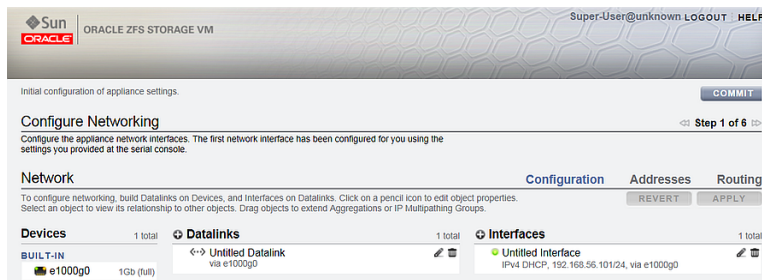 Sun
ORACLE
ORACLE ZFS STORAGE VM
Super-User@unknown LOGOUT HELP
Initial configuration of appliance settings.
COMMIT
Configure Networking
Step 1 of 6
Configure the appliance network interfaces. The first network interface has been configured for you using the
settings you provided at the serial console.
Network
Configuration Addresses Routing
To configure networking, build Datalinks on Devices, and Interfaces on Datalinks. Click on a pencil icon to edit object properties.
Select an object to view its relationship to other objects. Drag objects to extend Aggregations or IP Multipathing Groups.
REVERT APPLY
Devices 1 total
Datalinks 1 total
Interfaces 1 total
BUILT-IN
e1000g0 1Gb (full)
Untitled Datalink
via e1000g0
Untitled Interface
IPv4 DHCP, 192.168.56.101/24, via e1000g0